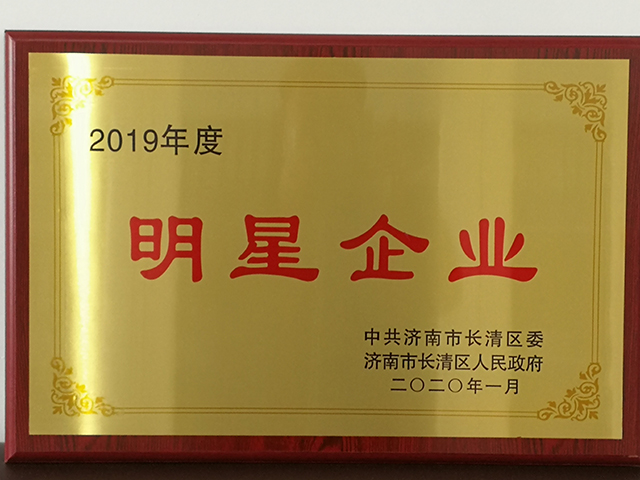 2019年度
明星企业
中共济南市长清区委
济南市长清区人民政府
二〇二〇年一月